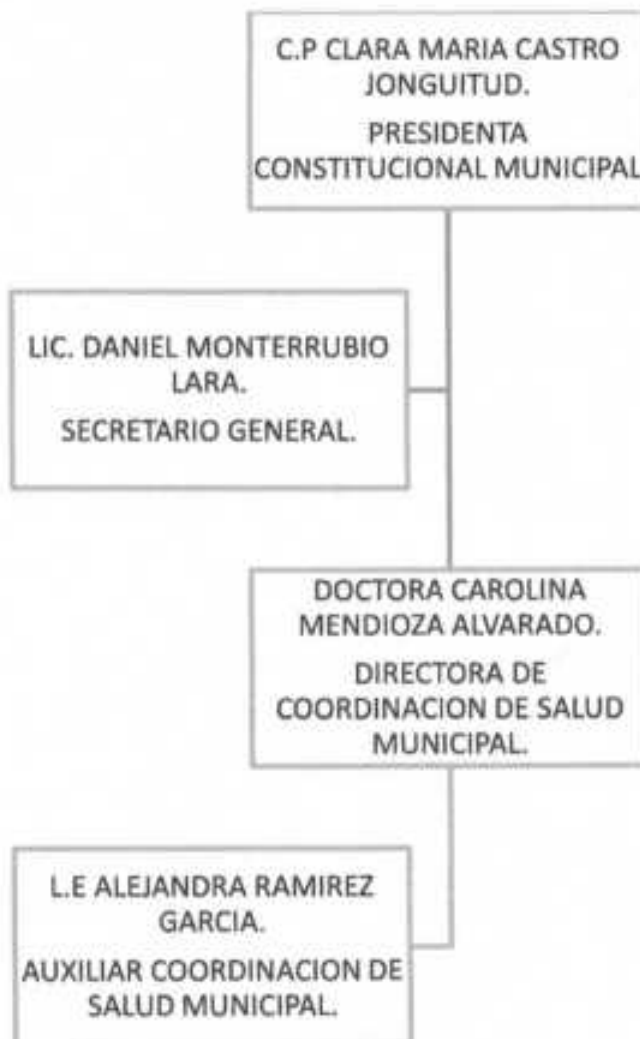 C.P CLARA MARIA CASTRO
JONGUITUD.
PRESIDENTA
CONSTITUCIONAL MUNICIPAL
LIC. DANIEL MONTERRUBIO
LARA.
SECRETARIO GENERAL.
DOCTORA CAROLINA
MENDIOZA ALVARADO.
DIRECTORA DE
COORDINACION DE SALUD
MUNICIPAL.
L.E ALEJANDRA RAMIREZ
GARCIA.
AUXILIAR COORDINACION DE
SALUD MUNICIPAL.